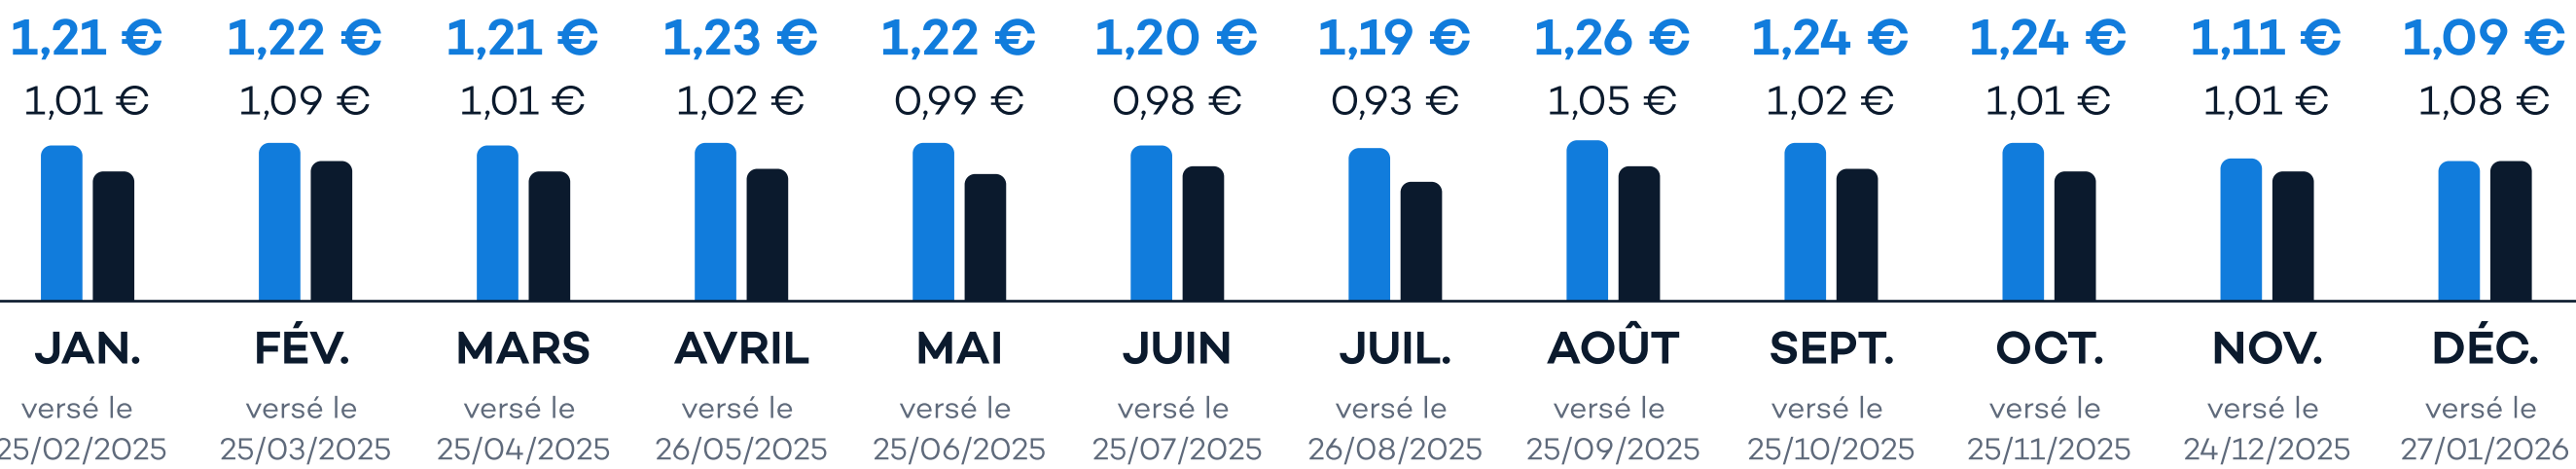 1,21 € 1,22 € 1,21 € 1,23 € 1,22 € 1,20 € 1,19 € 1,26 € 1,24 € 1,24 € 1,11 € 1,09 €
1,01 € 1,09 € 1,01 € 1,02 € 0,99 € 0,98 € 0,93 € 1,05 € 1,02 € 1,01 € 1,01 € 1,08 €
JAN. FÉV. MARS AVRIL MAI JUIN JUIL. AOÛT SEPT. OCT. NOV. DÉC.
versé le versé le versé le versé le versé le versé le versé le versé le versé le versé le versé le versé le
25/02/2025 25/03/2025 25/04/2025 26/05/2025 25/06/2025 25/07/2025 26/08/2025 25/09/2025 25/10/2025 25/11/2025 24/12/2025 27/01/2026